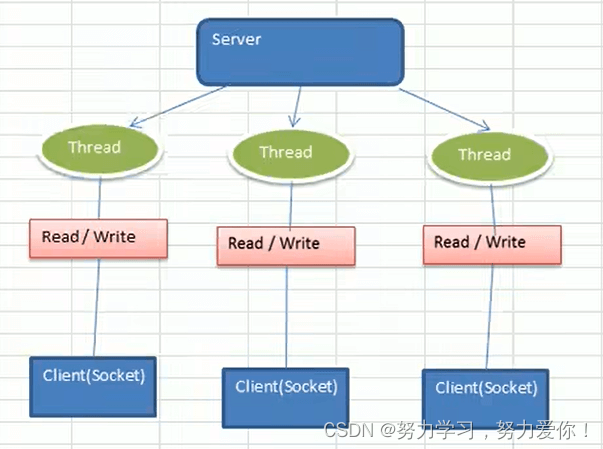 Server
Thread
Thread
Thread
Read / Write
Read / Write
Read / Write
Client(Socket)
Client(Socket)
Client(Socket)
CSDN @努力学习，努力爱你！